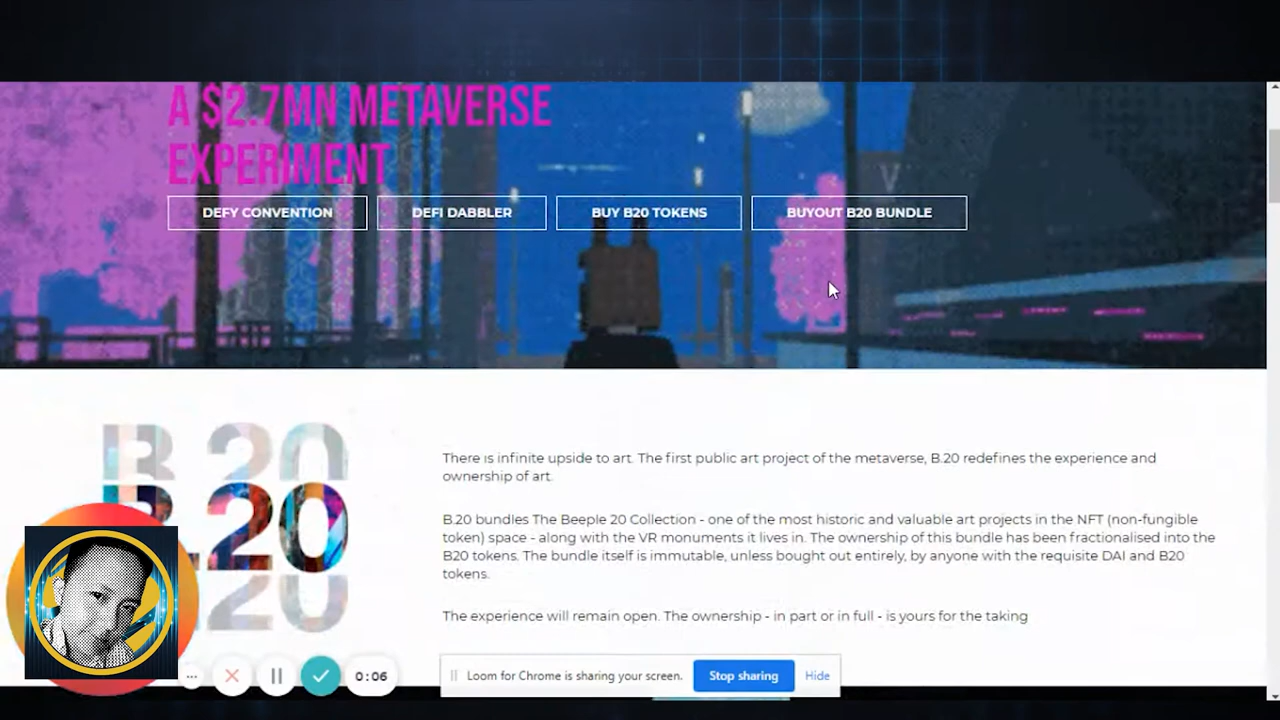 A $2.7MN METAVERSE
EXPERIMENT
V
DEFY CONVENTION
DEFI DABBLER
BUY B20 TOKENS
BUYOUT B20 BUNDLE
B.20
B.20
There is infinite upside to art. The first public art project of the metaverse, B.20 redefines the experience and
ownership of art.
B.20 bundles The Beeple 20 Collection - one of the most historic and valuable art projects in the NFT (non-fungible
token) space - along with the VR monuments it lives in. The ownership of this bundle has been fractionalised into the
B20 tokens. The bundle itself is immutable, unless bought out entirely, by anyone with the requisite DAI and B20
tokens.
The experience will remain open. The ownership - in part or in full - is yours for the taking
0:06
Loom for Chrome is sharing your screen.
Stop sharing
Hide